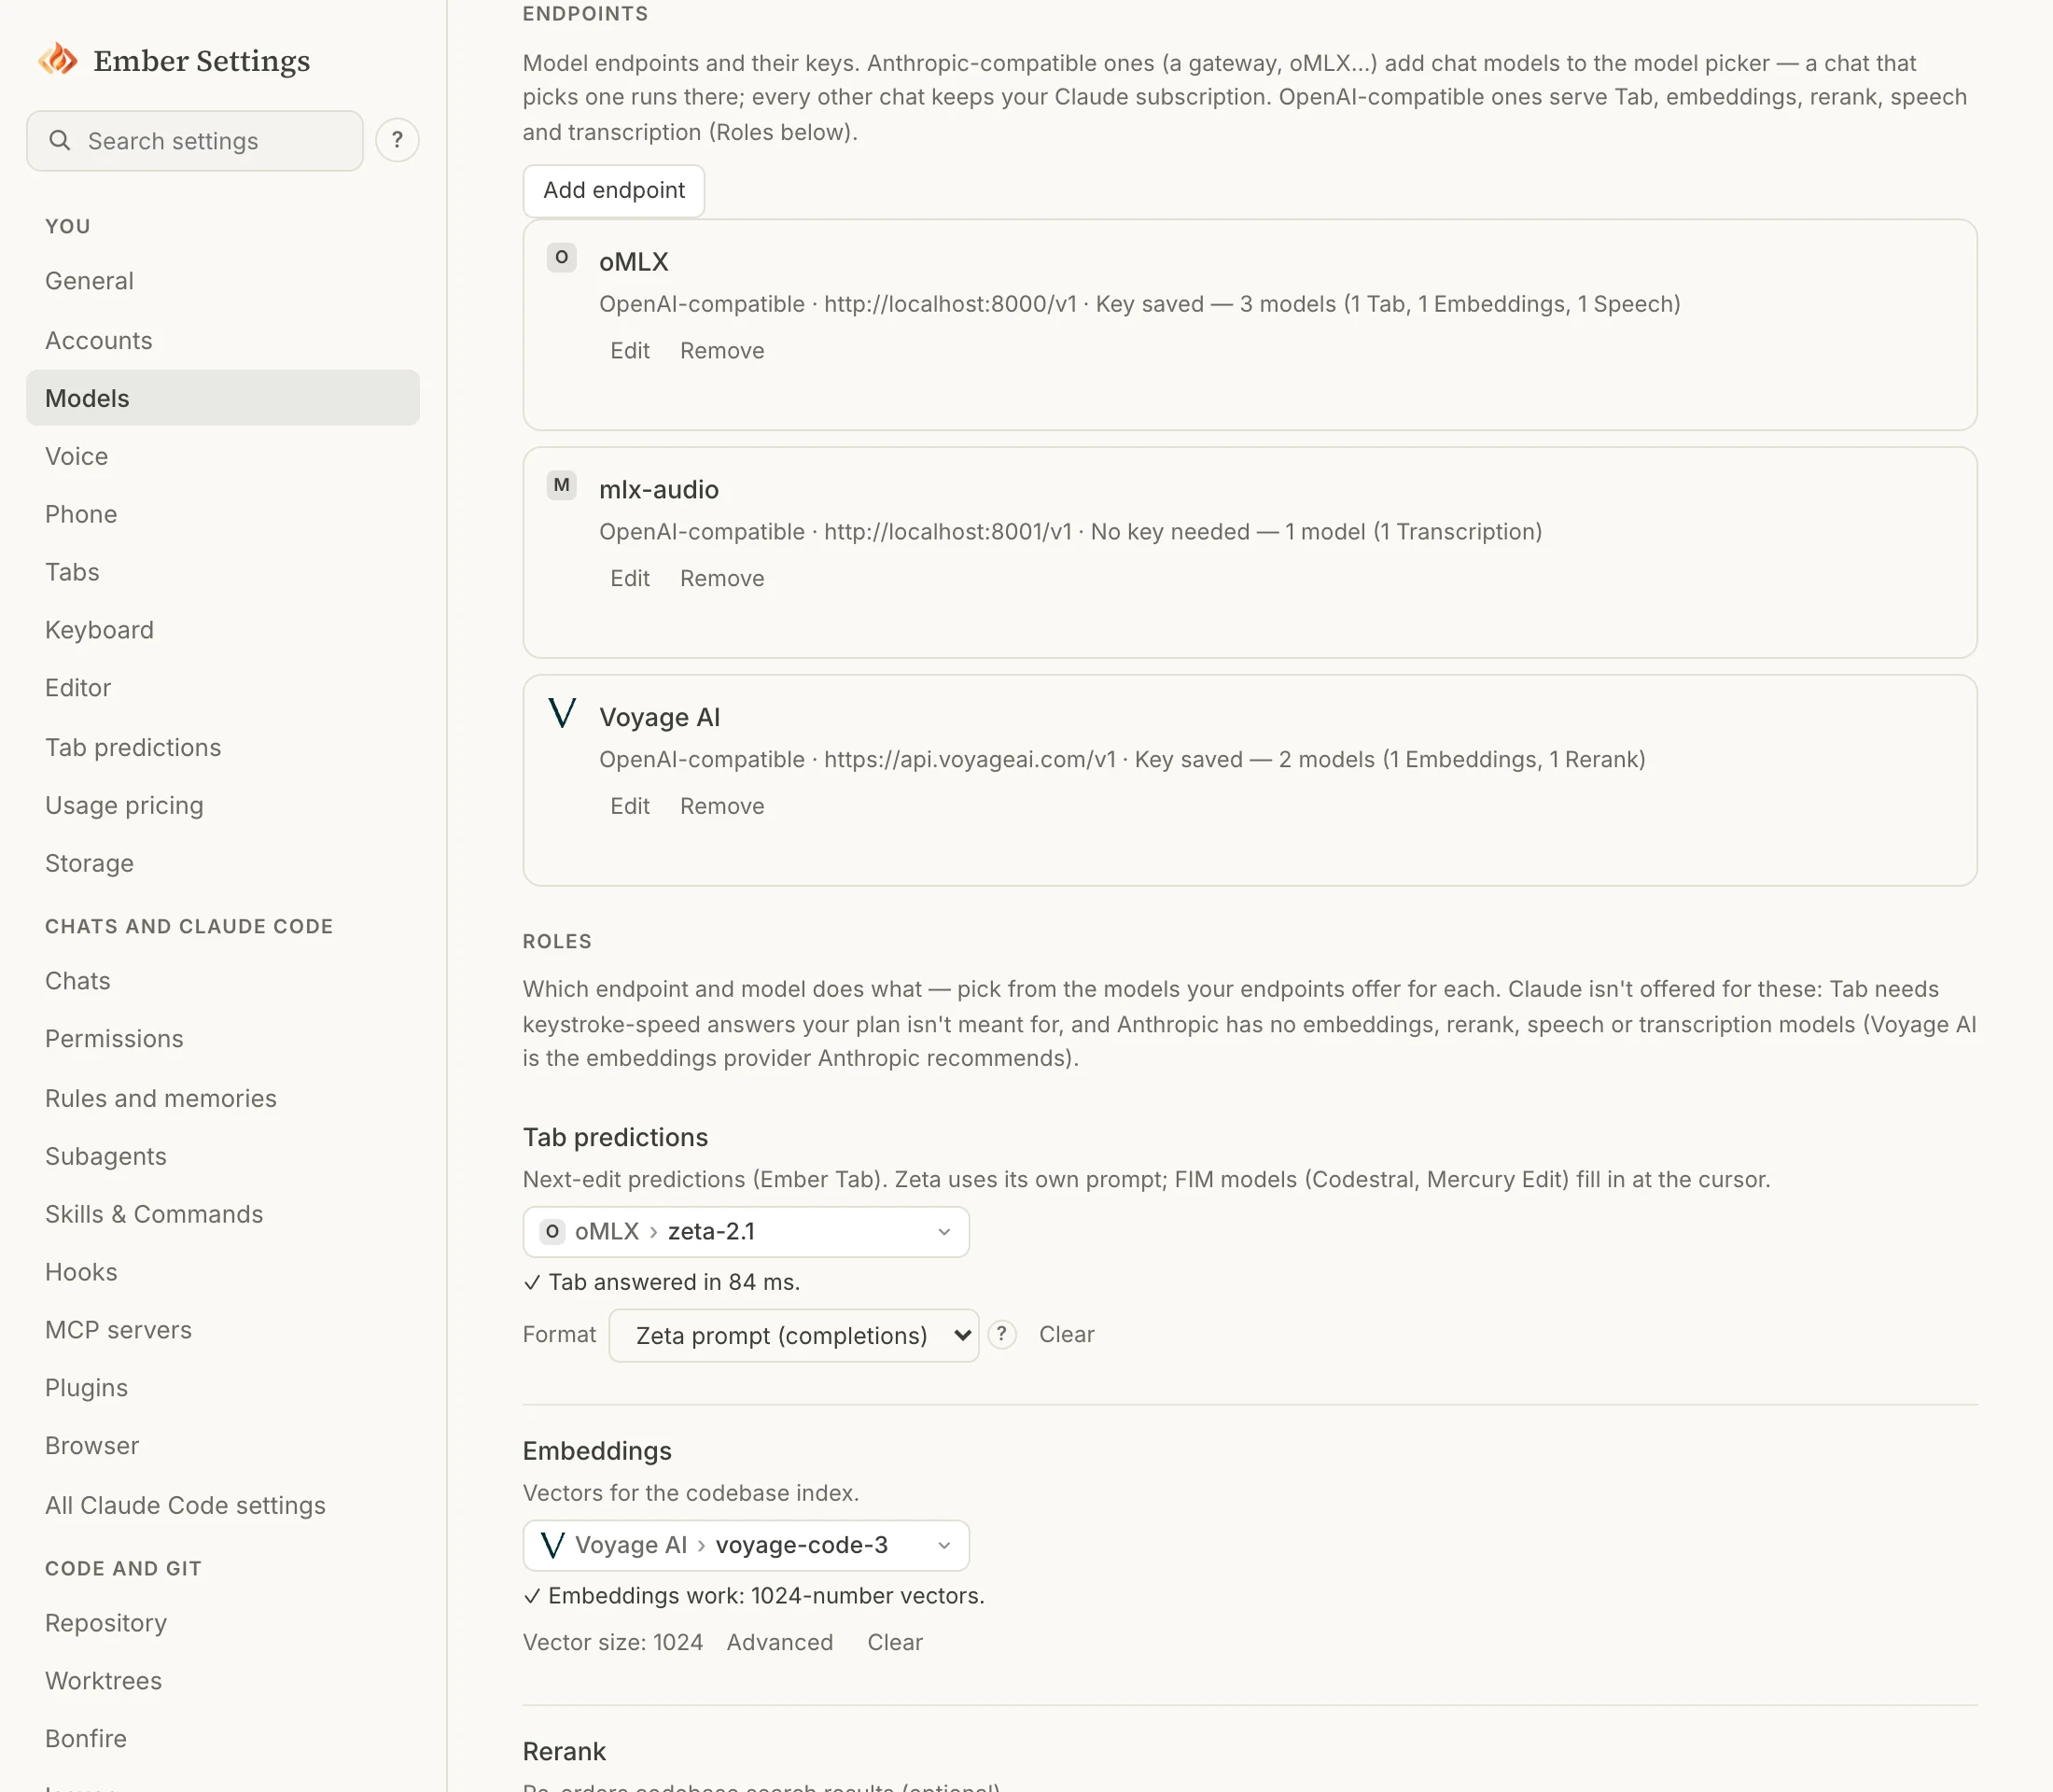 Ember Settings
Search settings
?
YOU
General
Accounts
Models
Voice
Phone
Tabs
Keyboard
Editor
Tab predictions
Usage pricing
Storage
CHATS AND CLAUDE CODE
Chats
Permissions
Rules and memories
Subagents
Skills & Commands
Hooks
MCP servers
Plugins
Browser
All Claude Code settings
CODE AND GIT
Repository
Worktrees
Bonfire
ENDPOINTS
Model endpoints and their keys. Anthropic-compatible ones (a gateway, oMLX...) add chat models to the model picker — a chat that
picks one runs there; every other chat keeps your Claude subscription. OpenAI-compatible ones serve Tab, embeddings, rerank, speech
and transcription (Roles below).
Add endpoint
O
oMLX
OpenAI-compatible · http://localhost:8000/v1 · Key saved — 3 models (1 Tab, 1 Embeddings, 1 Speech)
Edit Remove
M
mlx-audio
OpenAI-compatible · http://localhost:8001/v1 · No key needed — 1 model (1 Transcription)
Edit Remove
Voyage AI
OpenAI-compatible · https://api.voyageai.com/v1 · Key saved — 2 models (1 Embeddings, 1 Rerank)
Edit Remove
ROLES
Which endpoint and model does what — pick from the models your endpoints offer for each. Claude isn't offered for these: Tab needs
keystroke-speed answers your plan isn't meant for, and Anthropic has no embeddings, rerank, speech or transcription models (Voyage AI
is the embeddings provider Anthropic recommends).
Tab predictions
Next-edit predictions (Ember Tab). Zeta uses its own prompt; FIM models (Codestral, Mercury Edit) fill in at the cursor.
O oMLX › zeta-2.1
✓ Tab answered in 84 ms.
Format Zeta prompt (completions) ? Clear
Embeddings
Vectors for the codebase index.
Voyage AI › voyage-code-3
✓ Embeddings work: 1024-number vectors.
Vector size: 1024 Advanced Clear
Rerank
Re-orders codebase search results (optional)